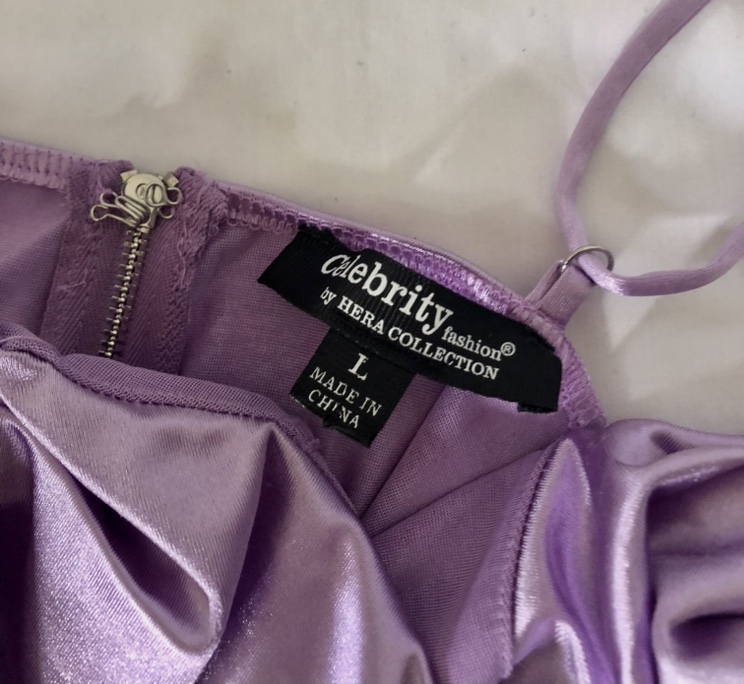 Celebrity fashion®
by HERA COLLECTION
L
MADE IN
CHINA